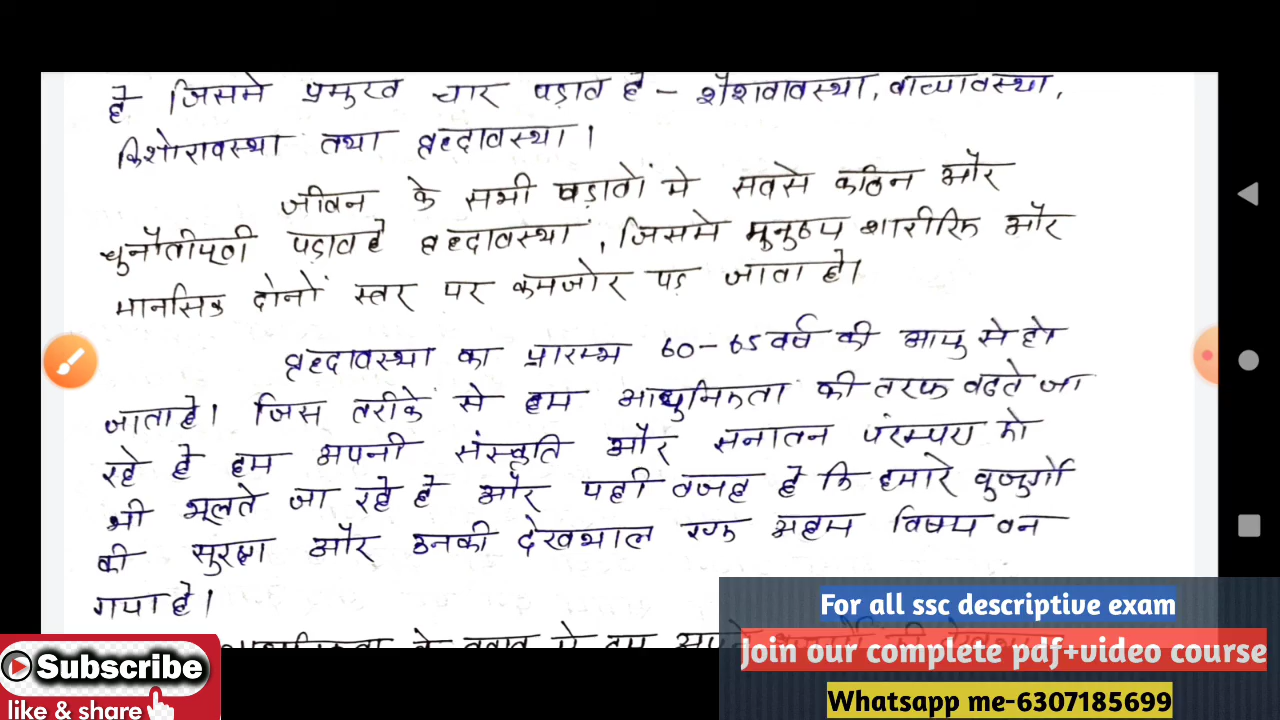 है जिसमे प्रमुख चार पड़ाव है - शैशवावस्था, बाल्यावस्था,
किशोरावस्था तथा वृद्दावस्था।
जीवन के सभी पड़ावों मे सबसे कठिन और
चुनौतीपूर्ण पड़ाव है वृद्दावस्था, जिसमे मुनुष्य शारीरिक और
मानसिक दोनों स्तर पर कमजोर पड़ जाता है।
वृद्दावस्था का प्रारम्भ 60-65 वर्ष की आयु से हो
जाता है। जिस तरीके से हम आधुनिकता की तरफ बढते जा
रहे है हम अपनी संस्कृति और सनातन परंम्परा को
भी भूलते जा रहे है और यही वजह है कि हमारे बुजुर्गो
की सुरक्षा और उनकी देखभाल एक अहम विषय बन
गया है।
For all ssc descriptive exam
Join our complete pdf+video course
Whatsapp me-6307185699
Subscribe
like & share